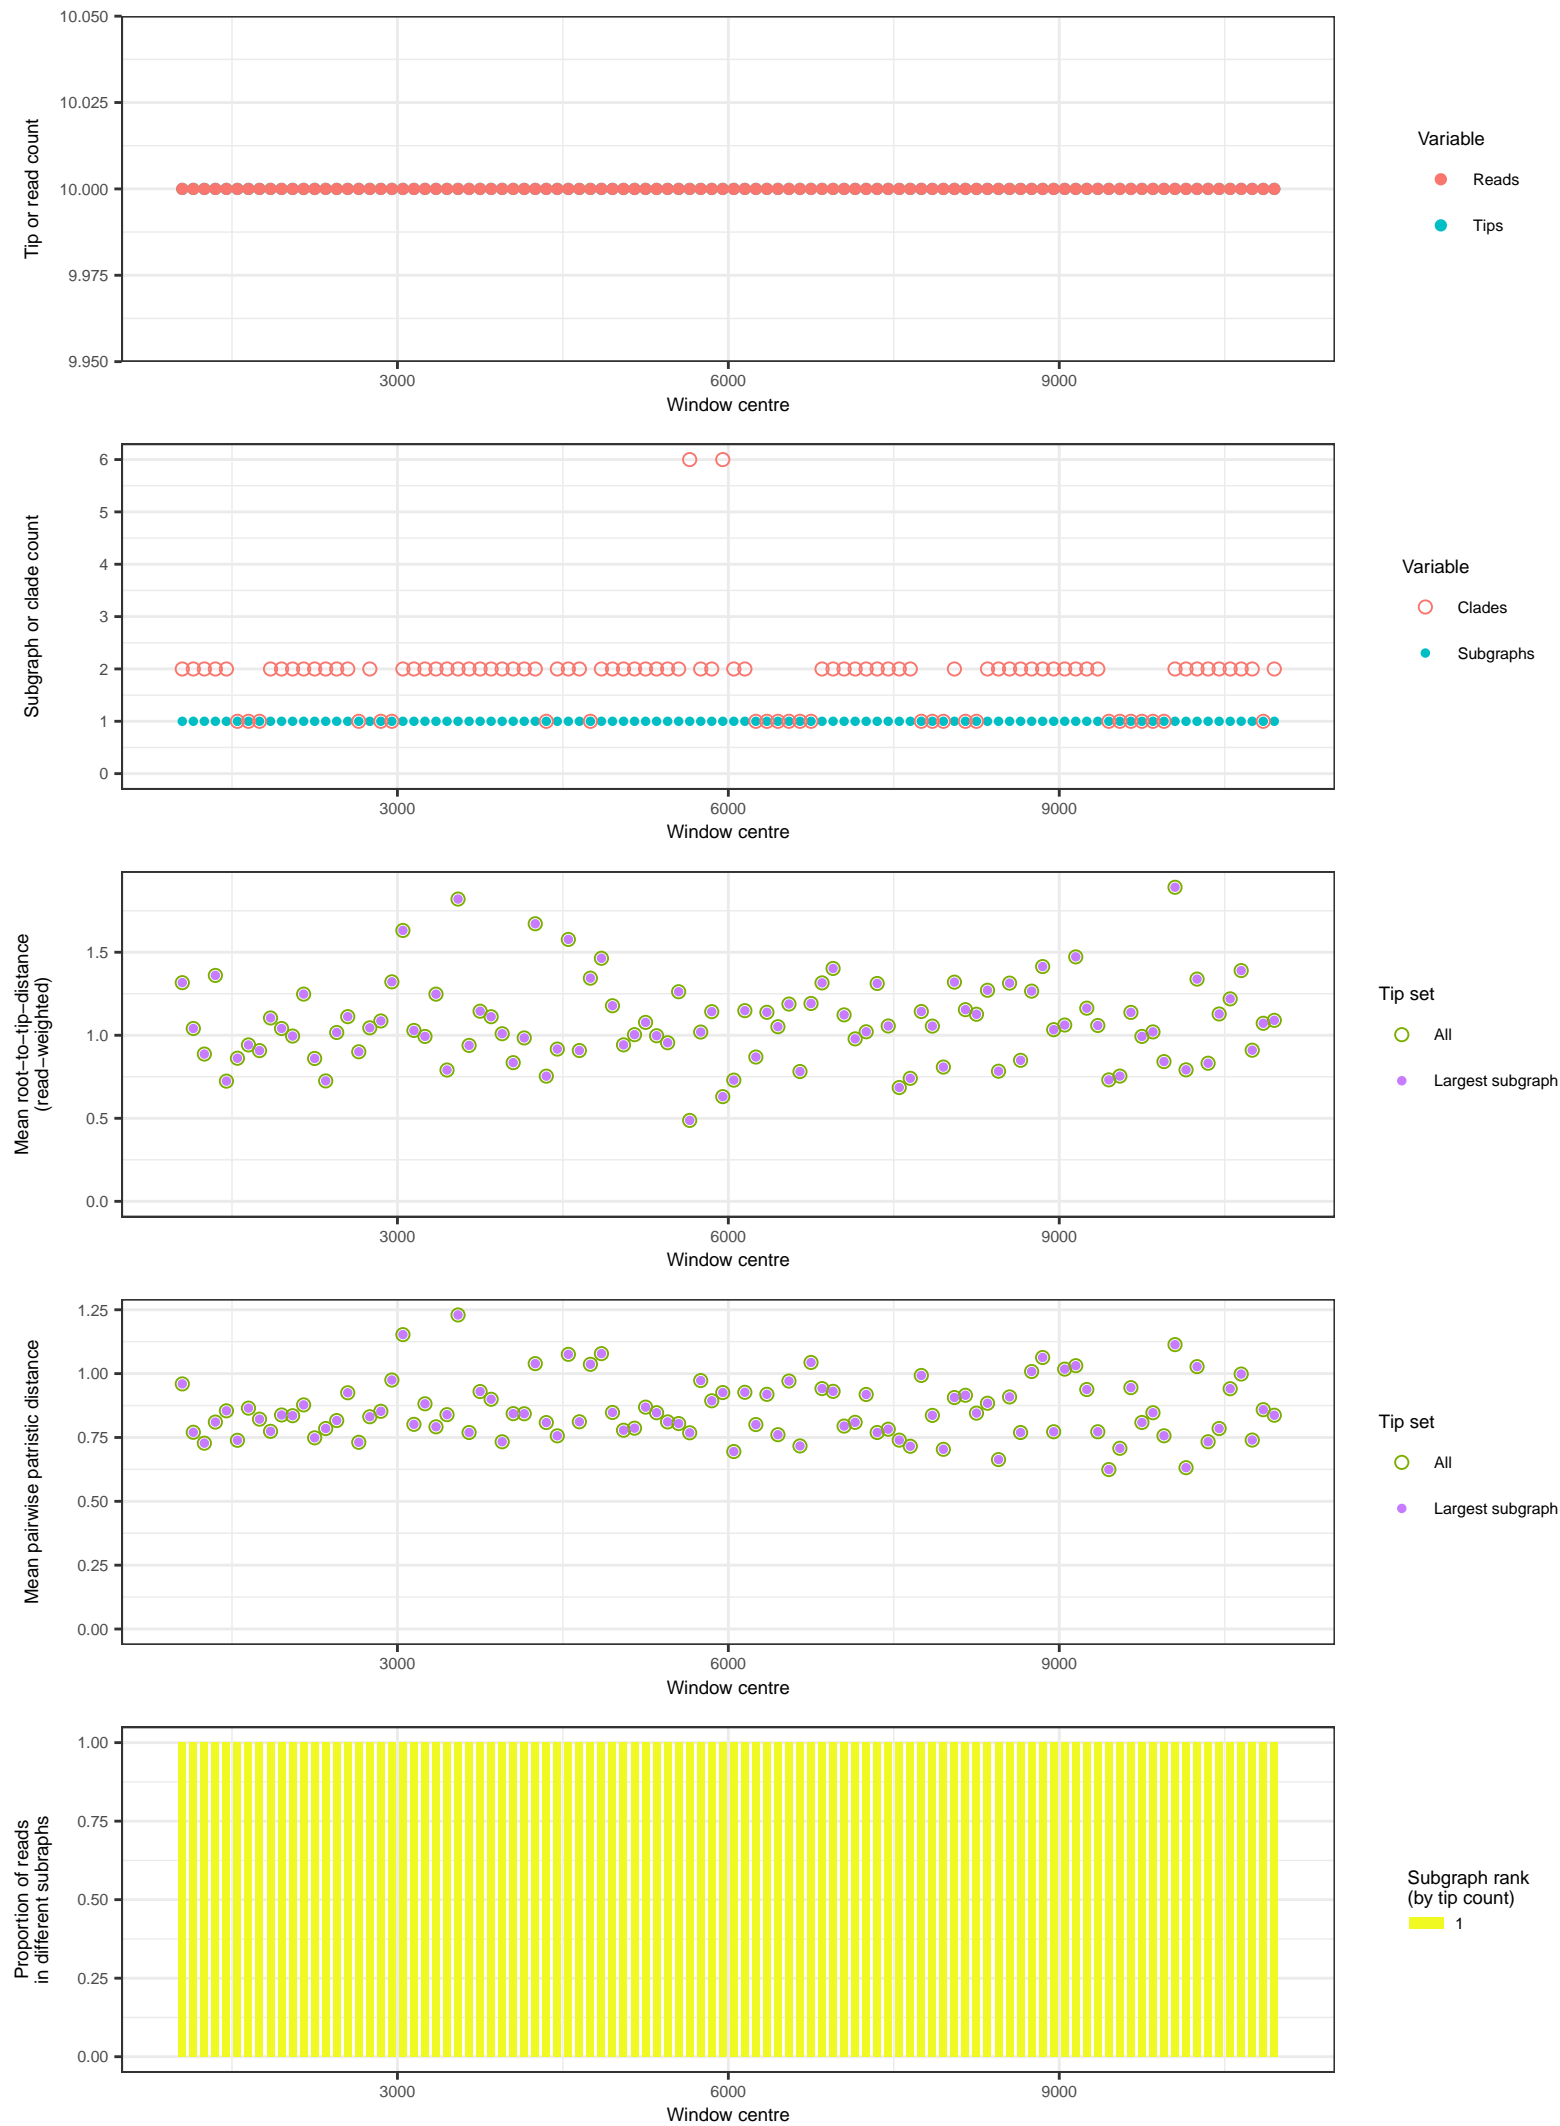 10.050
10.025
10.000
9.975
9.950
Tip or read count
3000
6000
9000
Window centre
Variable
Reads
Tips
6
5
4
3
2
1
0
Subgraph or clade count
3000
6000
9000
Window centre
Variable
Clades
Subgraphs
1.5
1.0
0.5
0.0
Mean root−to−tip−distance
(read−weighted)
3000
6000
9000
Window centre
Tip set
All
Largest subgraph
1.25
1.00
0.75
0.50
0.25
0.00
Mean pairwise patristic distance
3000
6000
9000
Window centre
Tip set
All
Largest subgraph
1.00
0.75
0.50
0.25
0.00
Proportion of reads
in different subraphs
3000
6000
9000
Window centre
Subgraph rank
(by tip count)
1